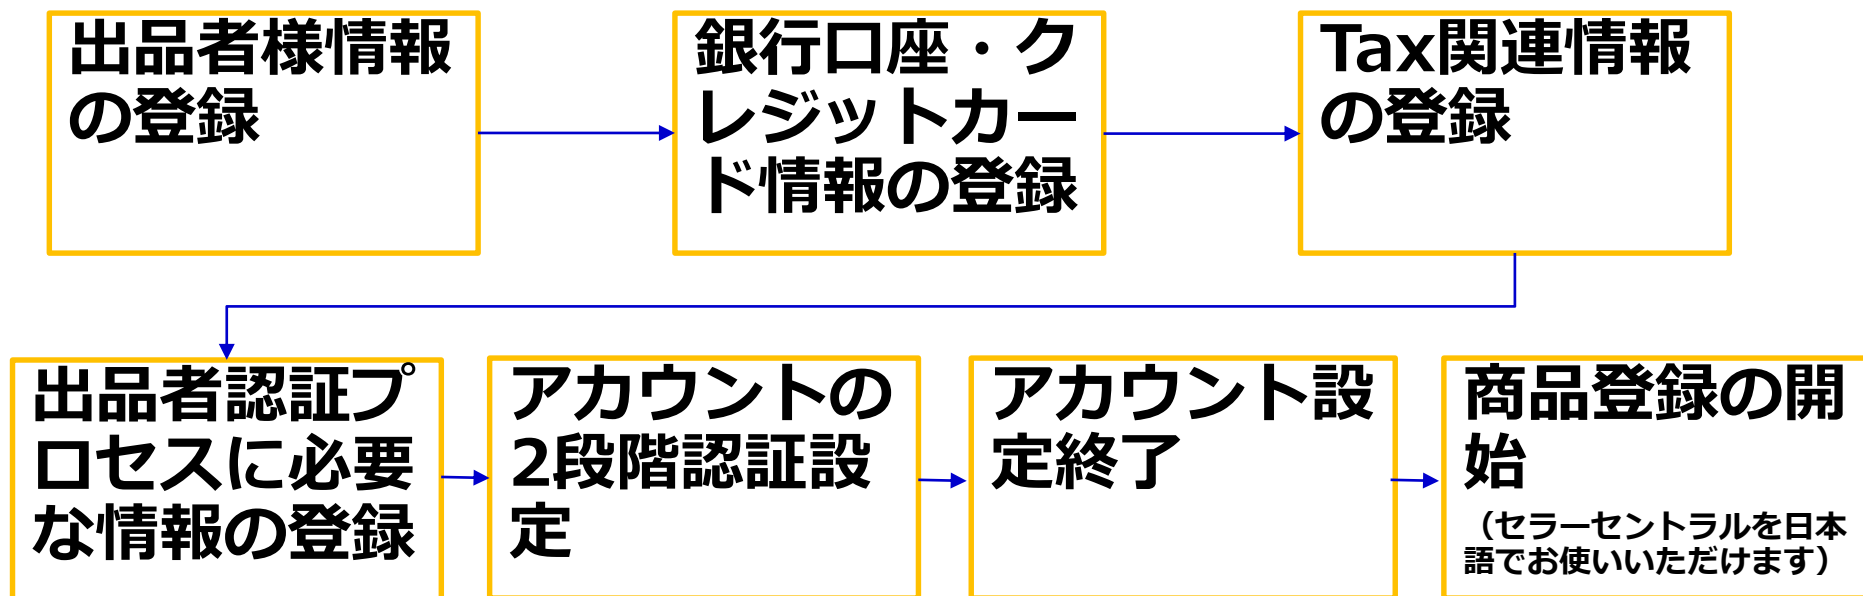 出品者様情報
の登録
銀行口座・ク
レジットカー
ド情報の登録
Tax関連情報
の登録
出品者認証プ
ロセスに必要
な情報の登録
アカウントの
2段階認証設
定
アカウント設
定終了
商品登録の開
始
（セラーセントラルを日本
語でお使いいただけます）